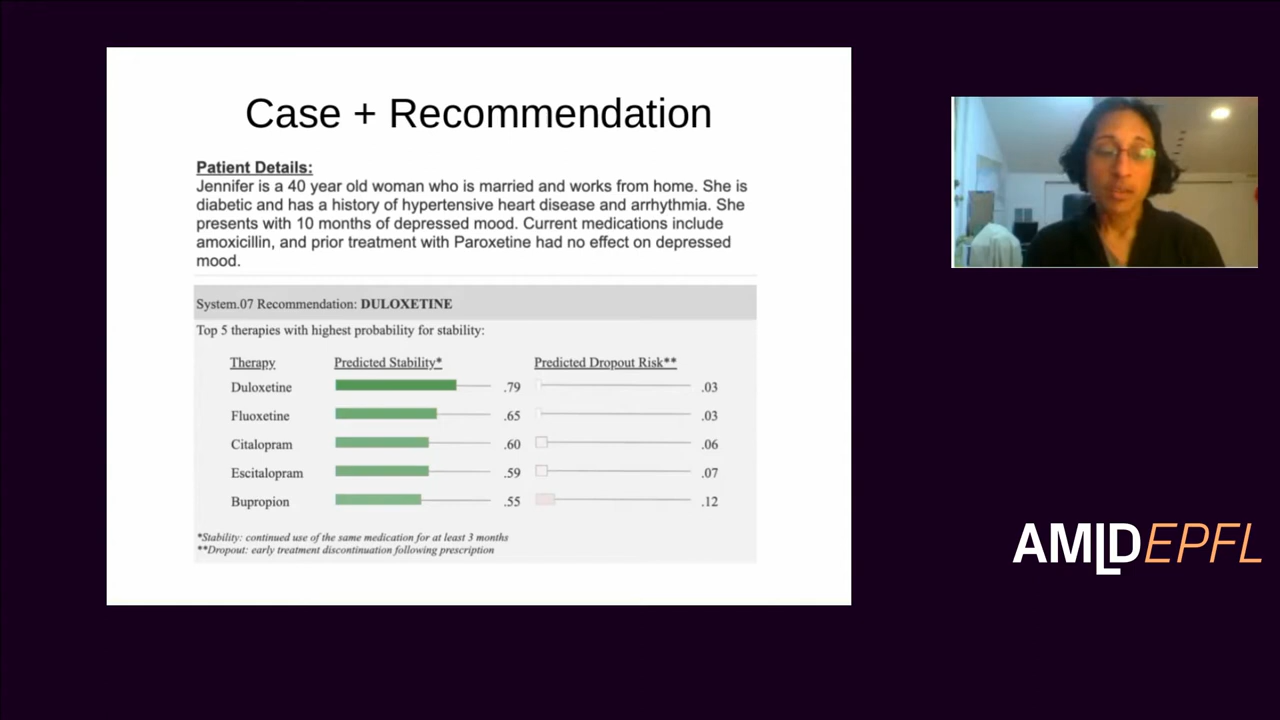 Case + Recommendation
Patient Details:
Jennifer is a 40 year old woman who is married and works from home. She is
diabetic and has a history of hypertensive heart disease and arrhythmia. She
presents with 10 months of depressed mood. Current medications include
amoxicillin, and prior treatment with Paroxetine had no effect on depressed
mood.
System.07 Recommendation: DULOXETINE
Top 5 therapies with highest probability for stability:
Therapy Predicted Stability* Predicted Dropout Risk**
Duloxetine .79 .03
Fluoxetine .65 .03
Citalopram .60 .06
Escitalopram .59 .07
Bupropion .55 .12
*Stability: continued use of the same medication for at least 3 months
**Dropout: early treatment discontinuation following prescription
AMLDEPFL